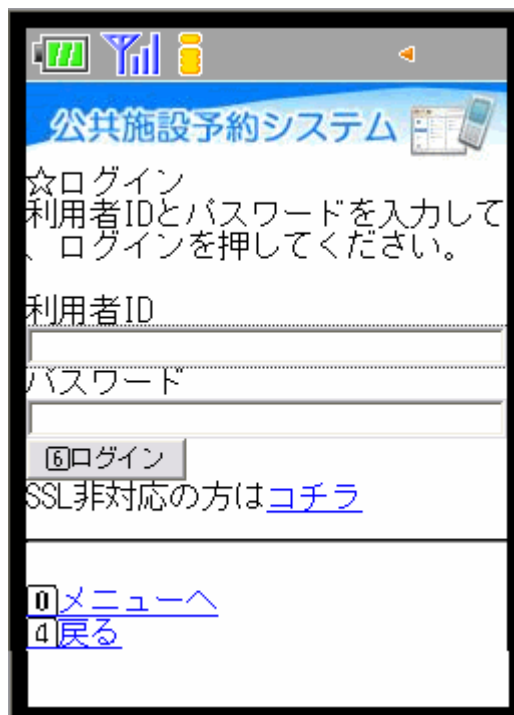 公共施設予約システム
☆ログイン
利用者IDとパスワードを入力して
、ログインを押してください。
利用者ID
パスワード
6ログイン
SSL非対応の方はコチラ
0メニューへ
4戻る